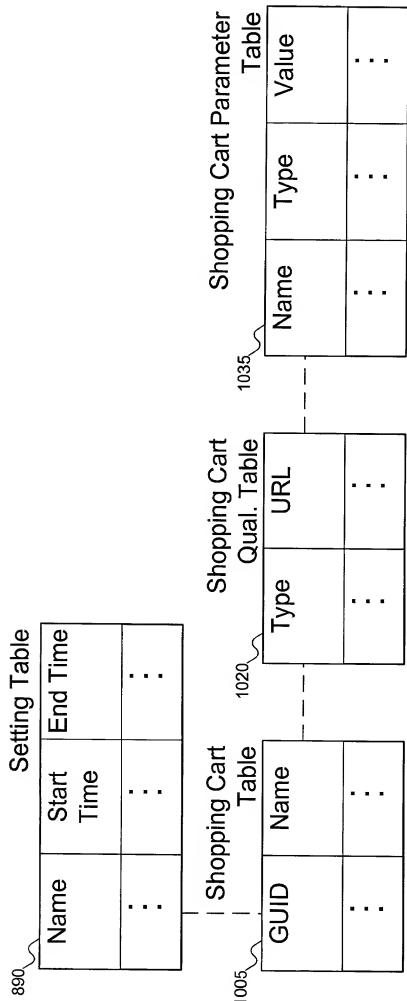 Setting Table
890
Name
Start
Time
End Time
. . .
. . .
. . .
Shopping Cart
Table
1005
GUID
Name
. . .
. . .
Shopping Cart
Qual. Table
1020
Type
URL
. . .
. . .
Shopping Cart Parameter
Table
1035
Name
Type
Value
. . .
. . .
. . .